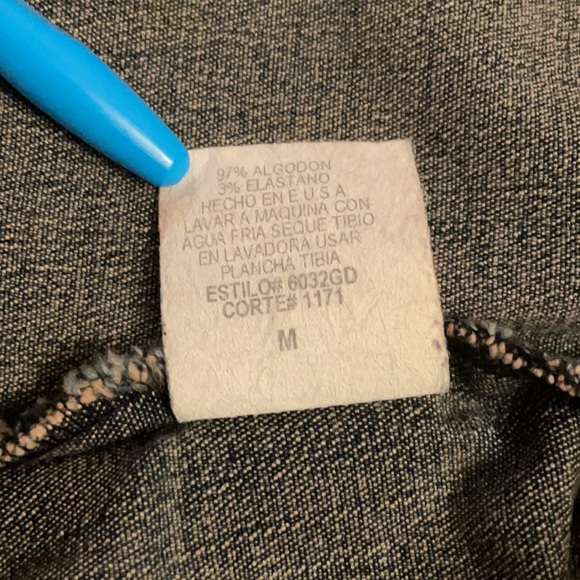 97% ALGODON
3% ELASTANO
HECHO EN E.U.S.A.
LAVAR A MAQUINA CON
AGUA FRIA SEQUE TIBIO
EN LAVADORA USAR
PLANCHA TIBIA
ESTILO# 6032GD
CORTE# 1171
M